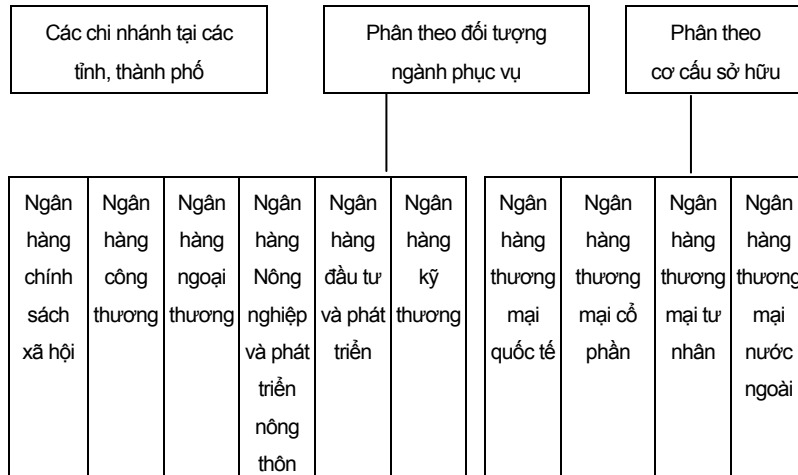 Các chi nhánh tại các
tỉnh, thành phố
Phân theo đối tượng
ngành phục vụ
Phân theo
cơ cấu sở hữu
Ngân
hàng
chính
sách
xã hội
Ngân
hàng
công
thương
Ngân
hàng
ngoại
thương
Ngân
hàng
Nông
nghiệp
và phát
triển
nông
thôn
Ngân
hàng
đầu tư
và phát
triển
Ngân
hàng
kỹ
thương
Ngân
hàng
thương
mại
quốc tế
Ngân
hàng
thương
mại cổ
phần
Ngân
hàng
thương
mại tư
nhân
Ngân
hàng
thương
mại
nước
ngoài